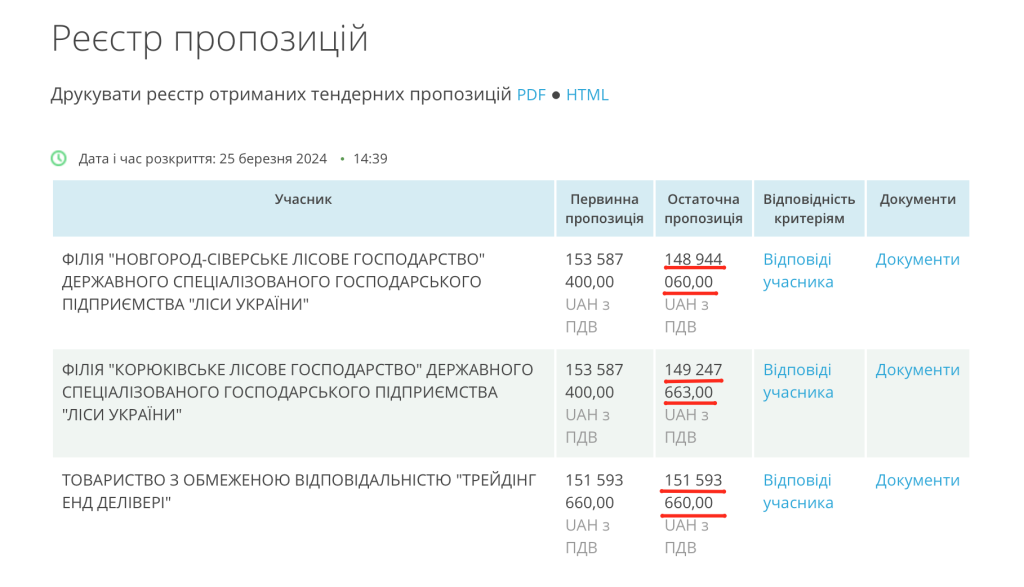 Реєстр пропозицій
Друкувати реєстр отриманих тендерних пропозицій PDF ● HTML
Дата і час розкриття: 25 березня 2024 • 14:39
Учасник
Первинна
пропозиція
Остаточна
пропозиція
Відповідність
критеріям
Документи
ФІЛІЯ "НОВГОРОД-СІВЕРСЬКЕ ЛІСОВЕ ГОСПОДАРСТВО"
ДЕРЖАВНОГО СПЕЦІАЛІЗОВАНОГО ГОСПОДАРСЬКОГО
ПІДПРИЄМСТВА "ЛІСИ УКРАЇНИ"
153 587
400,00
UAH з
ПДВ
148 944
060,00
UAH з
ПДВ
Відповіді
учасника
Документи
ФІЛІЯ "КОРЮКІВСЬКЕ ЛІСОВЕ ГОСПОДАРСТВО" ДЕРЖАВНОГО
СПЕЦІАЛІЗОВАНОГО ГОСПОДАРСЬКОГО ПІДПРИЄМСТВА
"ЛІСИ УКРАЇНИ"
153 587
400,00
UAH з
ПДВ
149 247
663,00
UAH з
ПДВ
Відповіді
учасника
Документи
ТОВАРИСТВО З ОБМЕЖЕНОЮ ВІДПОВІДАЛЬНІСТЮ "ТРЕЙДІНГ
ЕНД ДЕЛІВЕРІ"
151 593
660,00
UAH з
ПДВ
151 593
660,00
UAH з
ПДВ
Відповіді
учасника
Документи